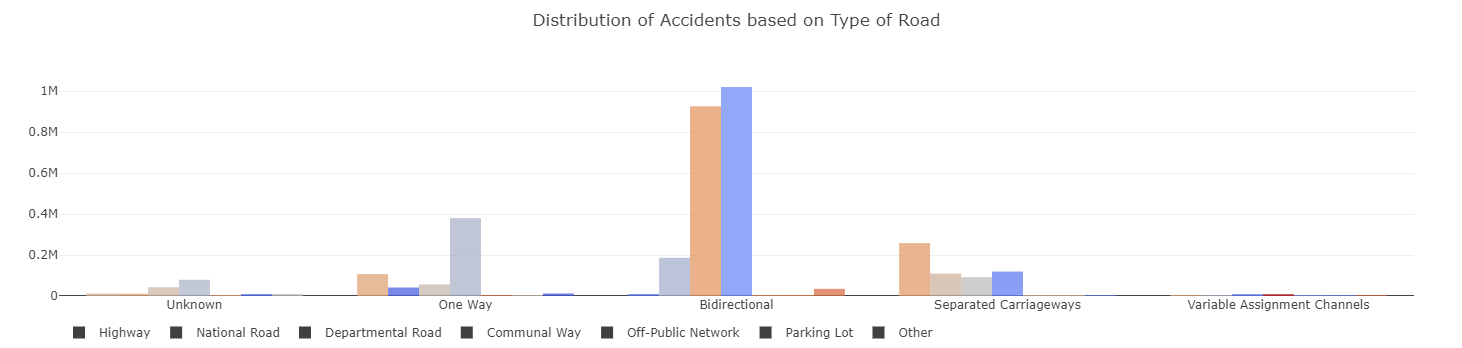 Distribution of Accidents based on Type of Road
1M
0.8M
0.6M
0.4M
0.2M
0
Unknown One Way Bidirectional Separated Carriageways Variable Assignment Channels
Highway National Road Departmental Road Communal Way Off-Public Network Parking Lot Other